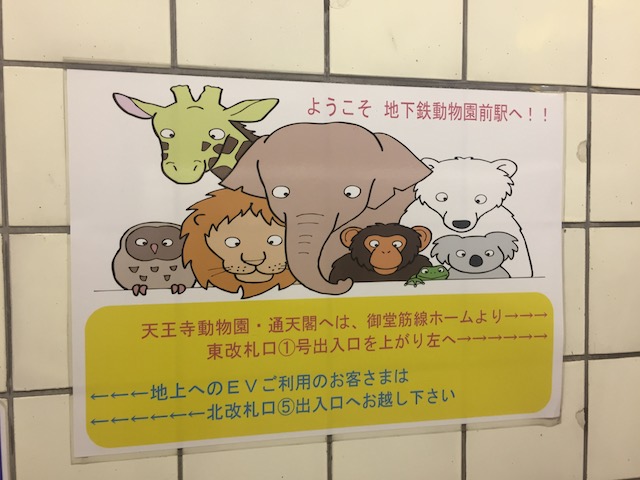 ようこそ 地下鉄動物園前駅へ！！
天王寺動物園・通天閣へは、御堂筋線ホームより→→→
東改札口①号出入口を上がり左へ→→→→→→
←←←地上へのＥＶご利用のお客さまは
←←←←←←北改札口⑤出入口へお越し下さい